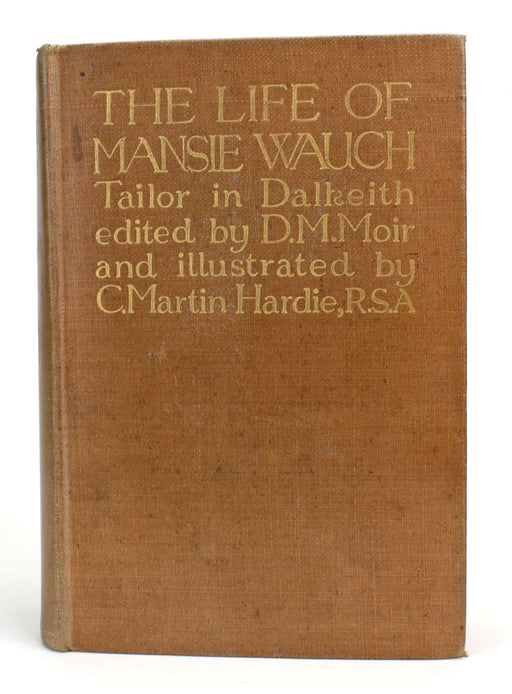 THE LIFE OF
MANSIE WAUCH
Tailor in Dalkeith
edited by D.M.Moir
and illustrated by
C.Martin Hardie,R.S.A